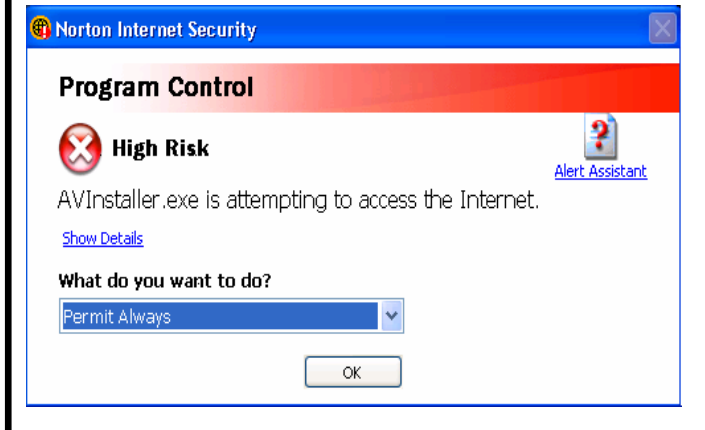 Norton Internet Security
Program Control
High Risk
Alert Assistant
AVInstaller.exe is attempting to access the Internet.
Show Details
What do you want to do?
Permit Always
OK